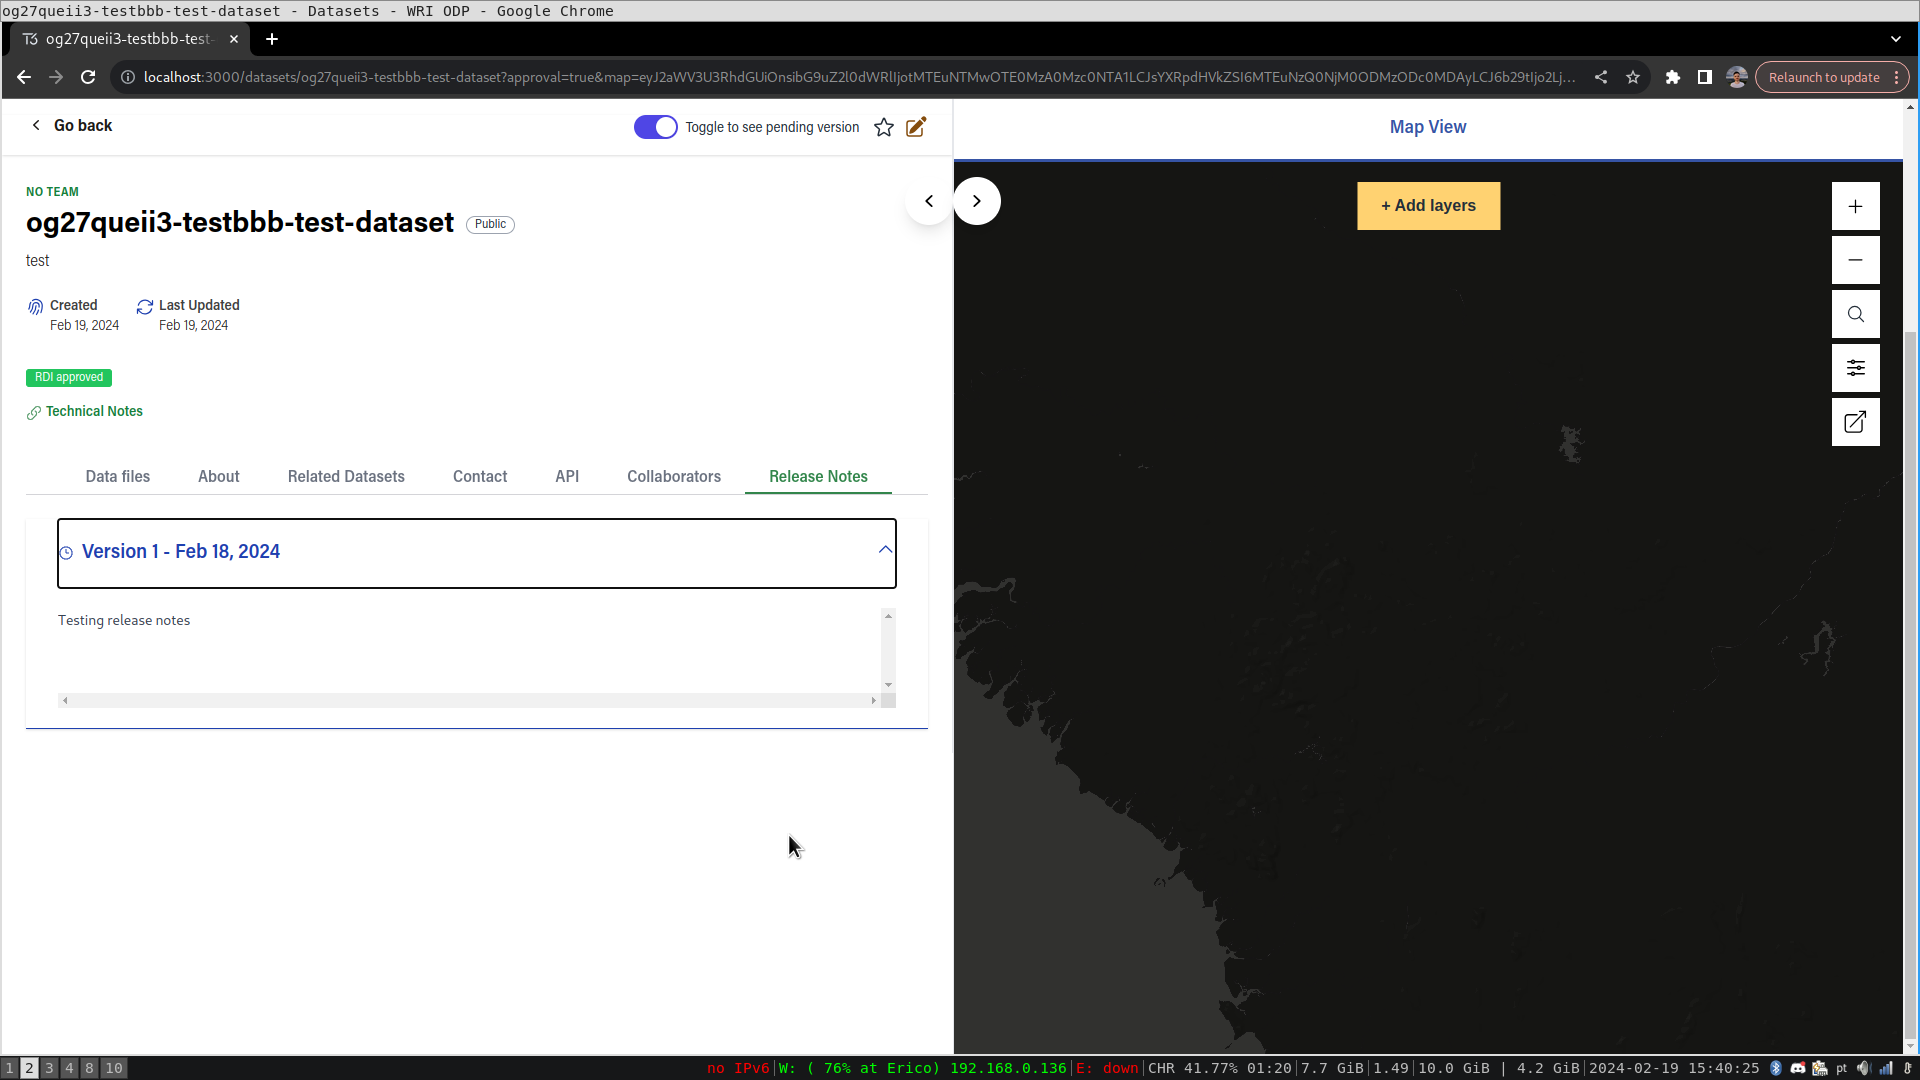 og27queii3-testbbb-test-dataset - Datasets - WRI ODP - Google Chrome
og27queii3-testbbb-test-
localhost:3000/datasets/og27queii3-testbbb-test-dataset?approval=true&map=eyJ2aWV3U3RhdGUiOnsibG9uZ2l0dWRlIjotMTEuNTMwOTE0MzA0Mzc0NTA1LCJsYXRpdHVkZSI6MTEuNzQ0NjM0ODMzODc0MDAyLCJ6b29tIjo2Lj...
Relaunch to update
Go back
Toggle to see pending version
Map View
NO TEAM
og27queii3-testbbb-test-dataset
Public
+ Add layers
test
Created
Last Updated
Feb 19, 2024
Feb 19, 2024
RDI approved
Technical Notes
Data files
About
Related Datasets
Contact
API
Collaborators
Release Notes
Version 1 - Feb 18, 2024
Testing release notes
1 2 3 4 8 10
no IPv6|W: ( 76% at Erico) 192.168.0.136|E: down|CHR 41.77% 01:20|7.7 GiB|1.49|10.0 GiB | 4.2 GiB|2024-02-19 15:40:25
pt